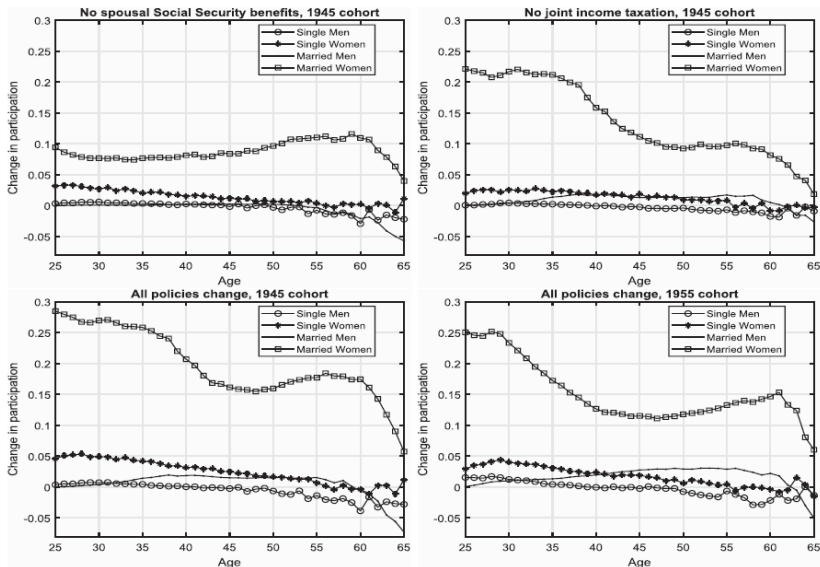 No spousal Social Security benefits, 1945 cohort
0.3
0.25
0.2
0.15
0.1
0.05
0
-0.05
Change in participation
Single Men
Single Women
Married Men
Married Women
25 30 35 40 45 50 55 60 65
Age
No joint income taxation, 1945 cohort
0.3
0.25
0.2
0.15
0.1
0.05
0
-0.05
Change in participation
Single Men
Single Women
Married Men
Married Women
25 30 35 40 45 50 55 60 65
Age
All policies change, 1945 cohort
0.3
0.25
0.2
0.15
0.1
0.05
0
-0.05
Change in participation
Single Men
Single Women
Married Men
Married Women
25 30 35 40 45 50 55 60 65
Age
All policies change, 1955 cohort
0.3
0.25
0.2
0.15
0.1
0.05
0
-0.05
Change in participation
Single Men
Single Women
Married Men
Married Women
25 30 35 40 45 50 55 60 65
Age